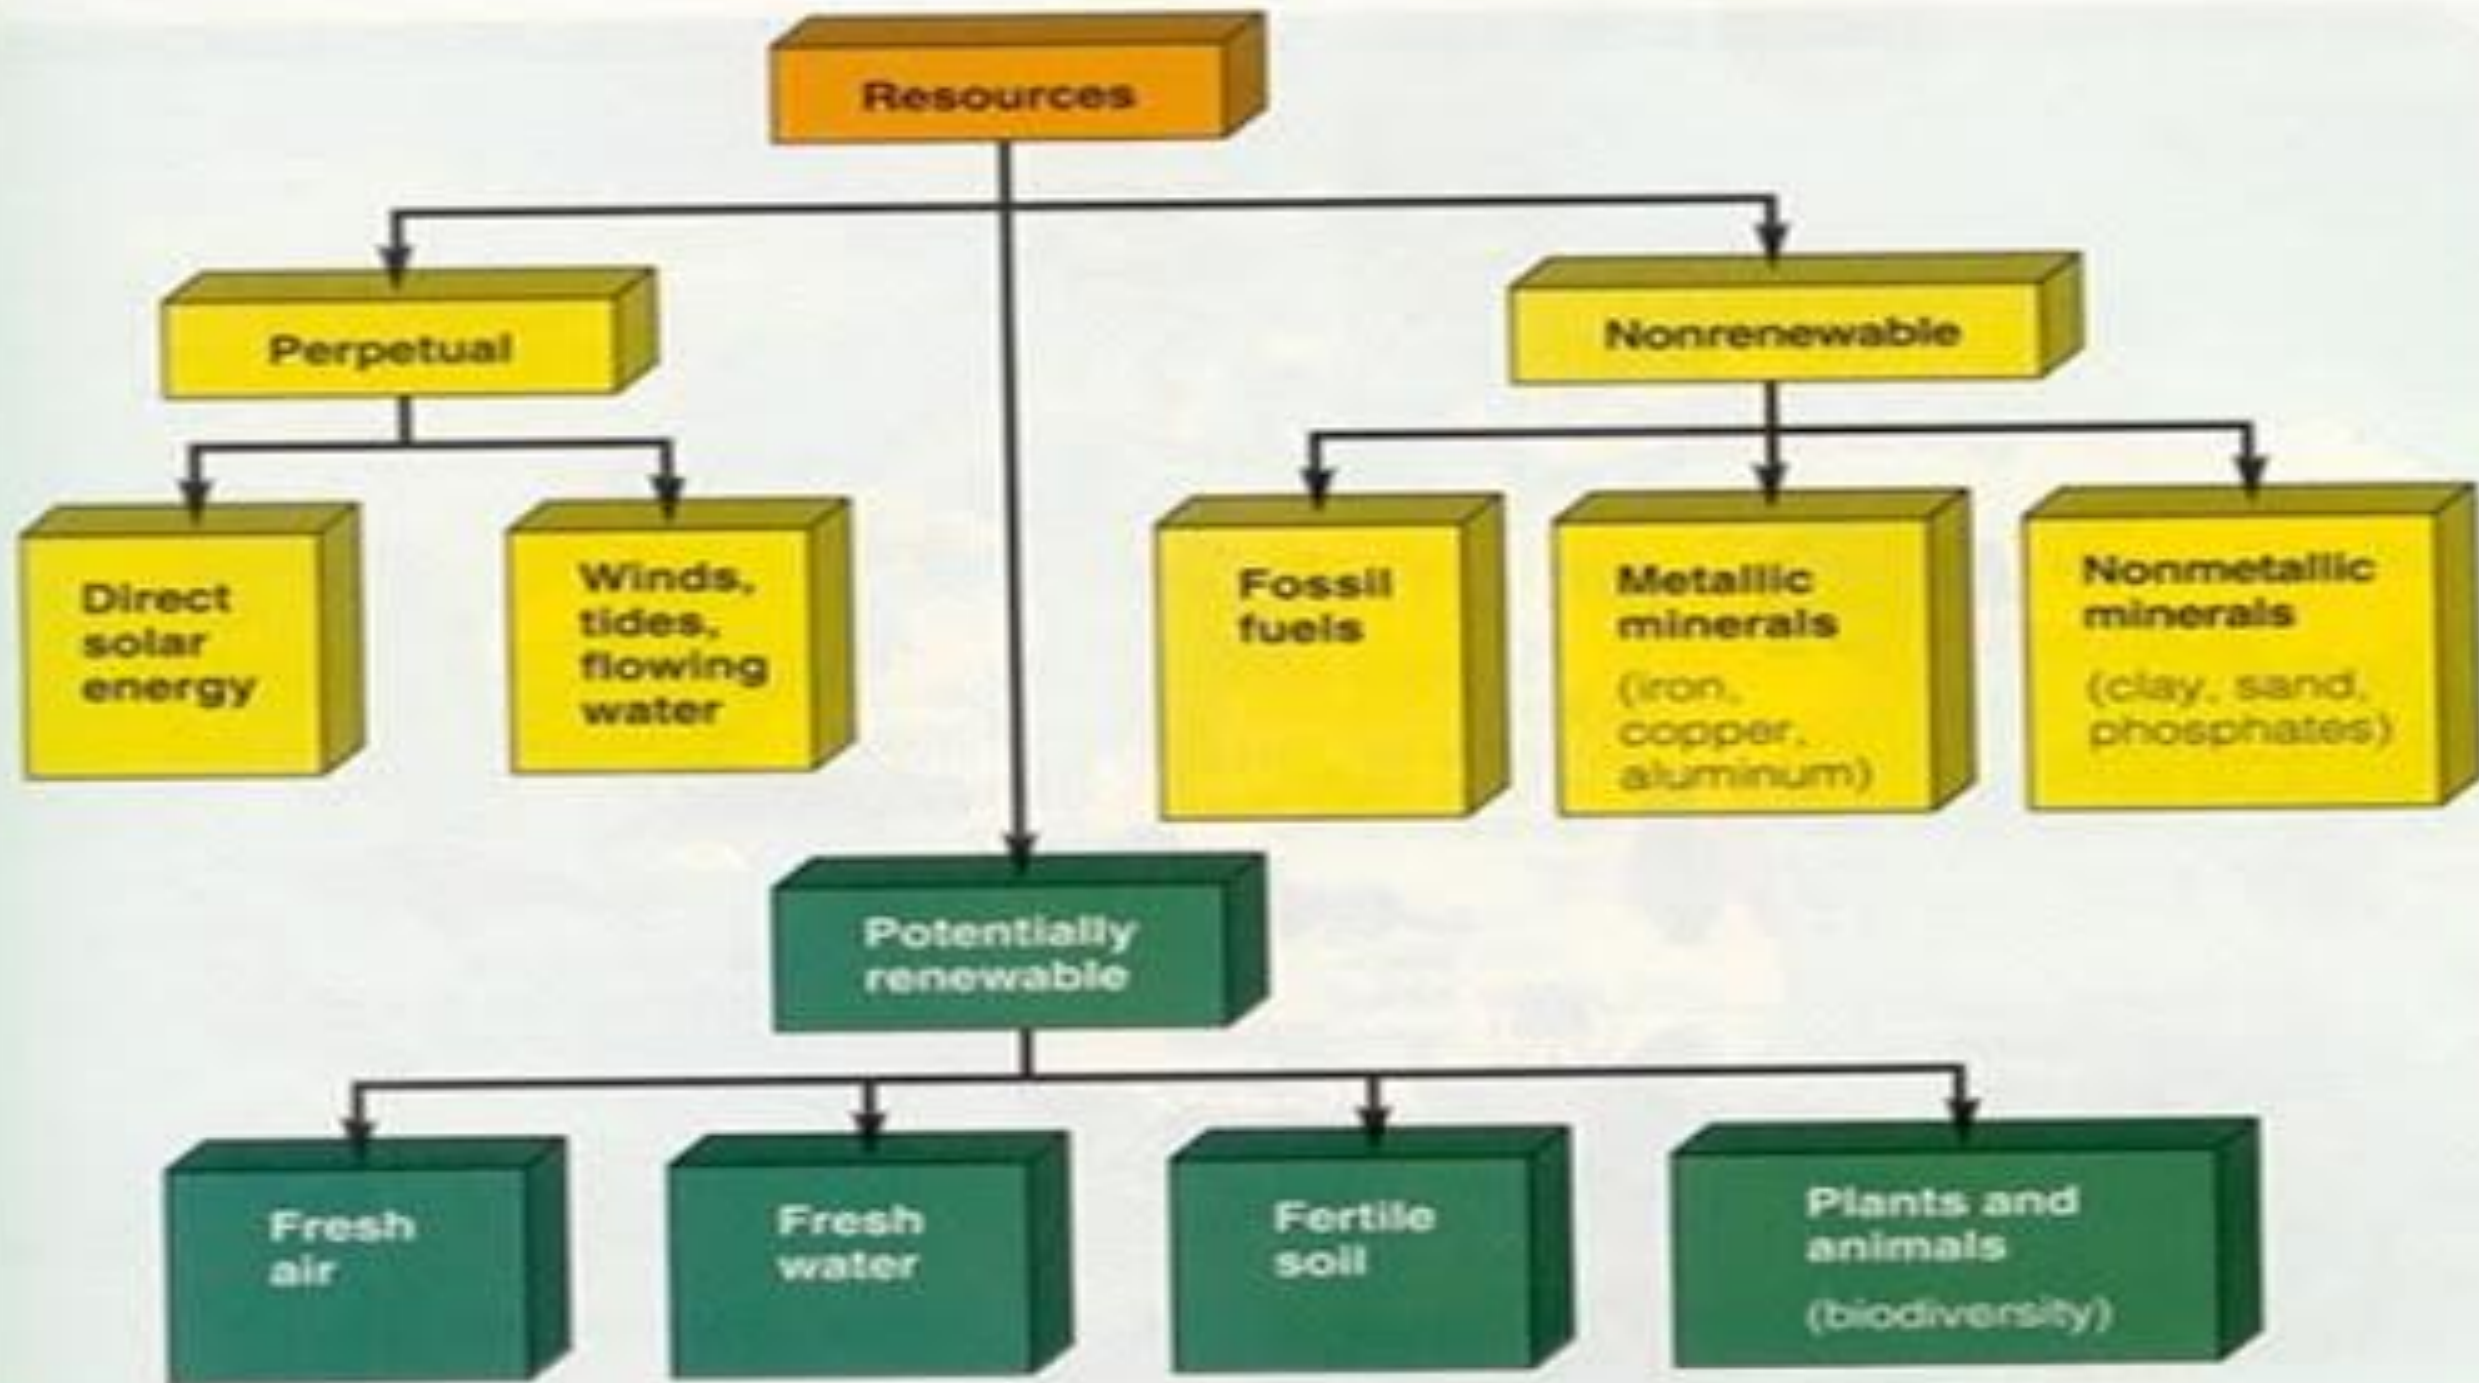 Resources
Perpetual
Nonrenewable
Direct
solar
energy
Winds,
tides,
flowing
water
Fossil
fuels
Metallic
minerals
(iron,
copper,
aluminum)
Nonmetallic
minerals
(clay, sand,
phosphates)
Potentially
renewable
Fresh
air
Fresh
water
Fertile
soil
Plants and
animals
(biodiversity)